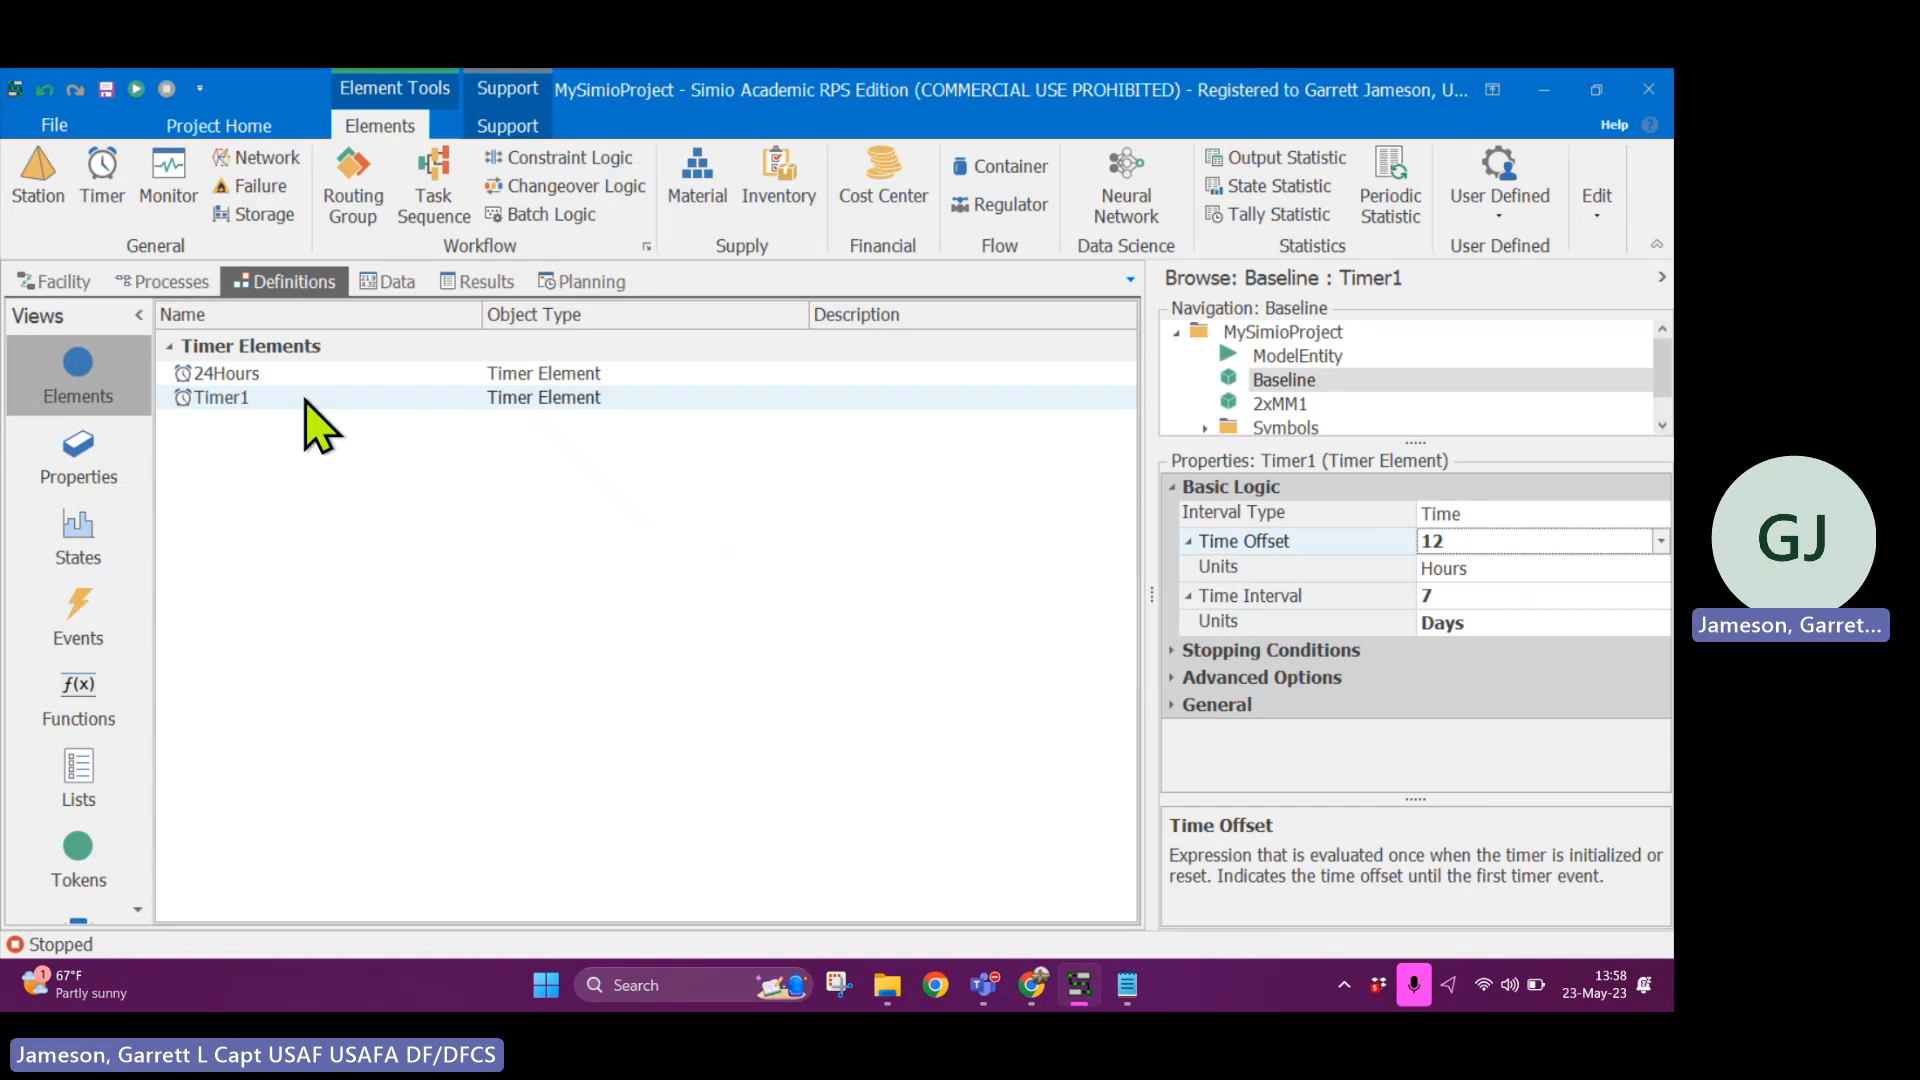 Element Tools
Support
MySimioProject - Simio Academic RPS Edition (COMMERCIAL USE PROHIBITED) - Registered to Garrett Jameson, U...
File
Project Home
Elements
Support
Help
Station
Timer
Monitor
Network
Failure
Storage
General
Routing
Group
Task
Sequence
Constraint Logic
Changeover Logic
Batch Logic
Workflow
Material
Inventory
Supply
Cost Center
Financial
Container
Regulator
Flow
Neural
Network
Data Science
Output Statistic
State Statistic
Tally Statistic
Periodic
Statistic
Statistics
User Defined
User Defined
Edit
Facility
Processes
Definitions
Data
Results
Planning
Views
Elements
Properties
States
Events
f(x)
Functions
Lists
Tokens
Name
Object Type
Description
Timer Elements
24Hours
Timer Element
Timer1
Timer Element
Browse: Baseline : Timer1
Navigation: Baseline
MySimioProject
ModelEntity
Baseline
2xMM1
Symbols
Properties: Timer1 (Timer Element)
Basic Logic
Interval Type
Time
Time Offset
12
Units
Hours
Time Interval
7
Units
Days
Stopping Conditions
Advanced Options
General
Time Offset
Expression that is evaluated once when the timer is initialized or
reset. Indicates the time offset until the first timer event.
Stopped
1
67°F
Partly sunny
Search
13:58
23-May-23
GJ
Jameson, Garret...
Jameson, Garrett L Capt USAF USAFA DF/DFCS